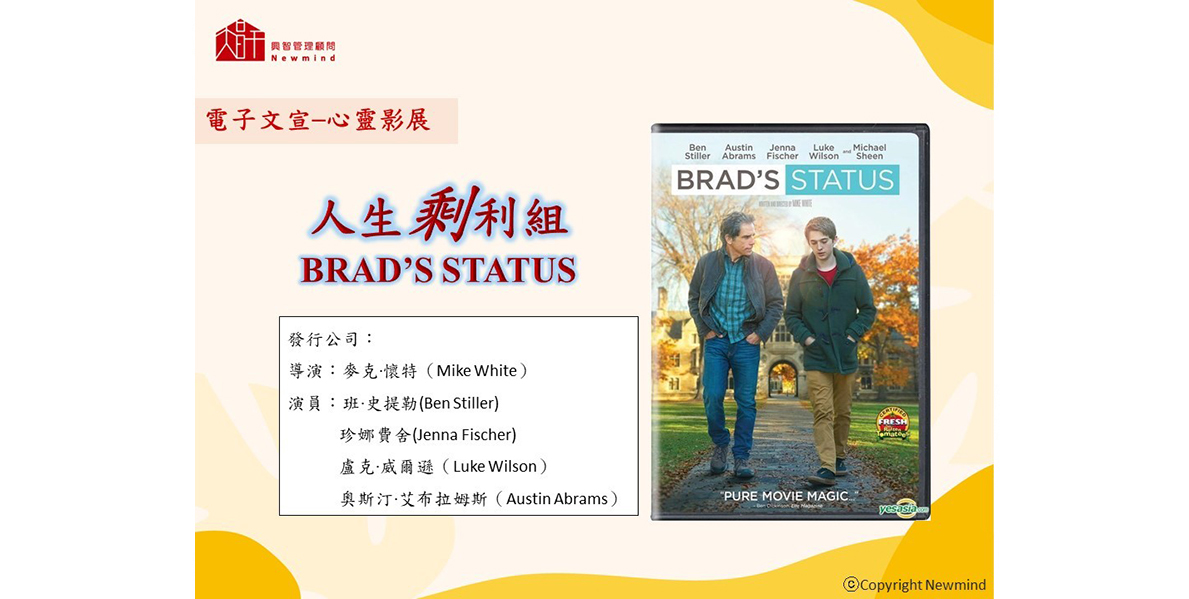 興智管理顧問
Newmind
電子文宣–心靈影展
人生剩利組
BRAD'S STATUS
發行公司：
導演：麥克·懷特（Mike White）
演員：班·史提勒(Ben Stiller)
珍娜費舍(Jenna Fischer)
盧克·威爾遜（Luke Wilson）
奧斯汀·艾布拉姆斯（Austin Abrams）
Ben Stiller
Austin Abrams
Jenna Fischer
Luke Wilson
and
Michael Sheen
BRAD'S STATUS
WRITTEN AND DIRECTED BY MIKE WHITE
CERTIFIED
FRESH
Rotten
Tomatoes
"PURE MOVIE MAGIC..."
– Ben Dickinson, Elle Magazine
yesasia.com
©Copyright Newmind